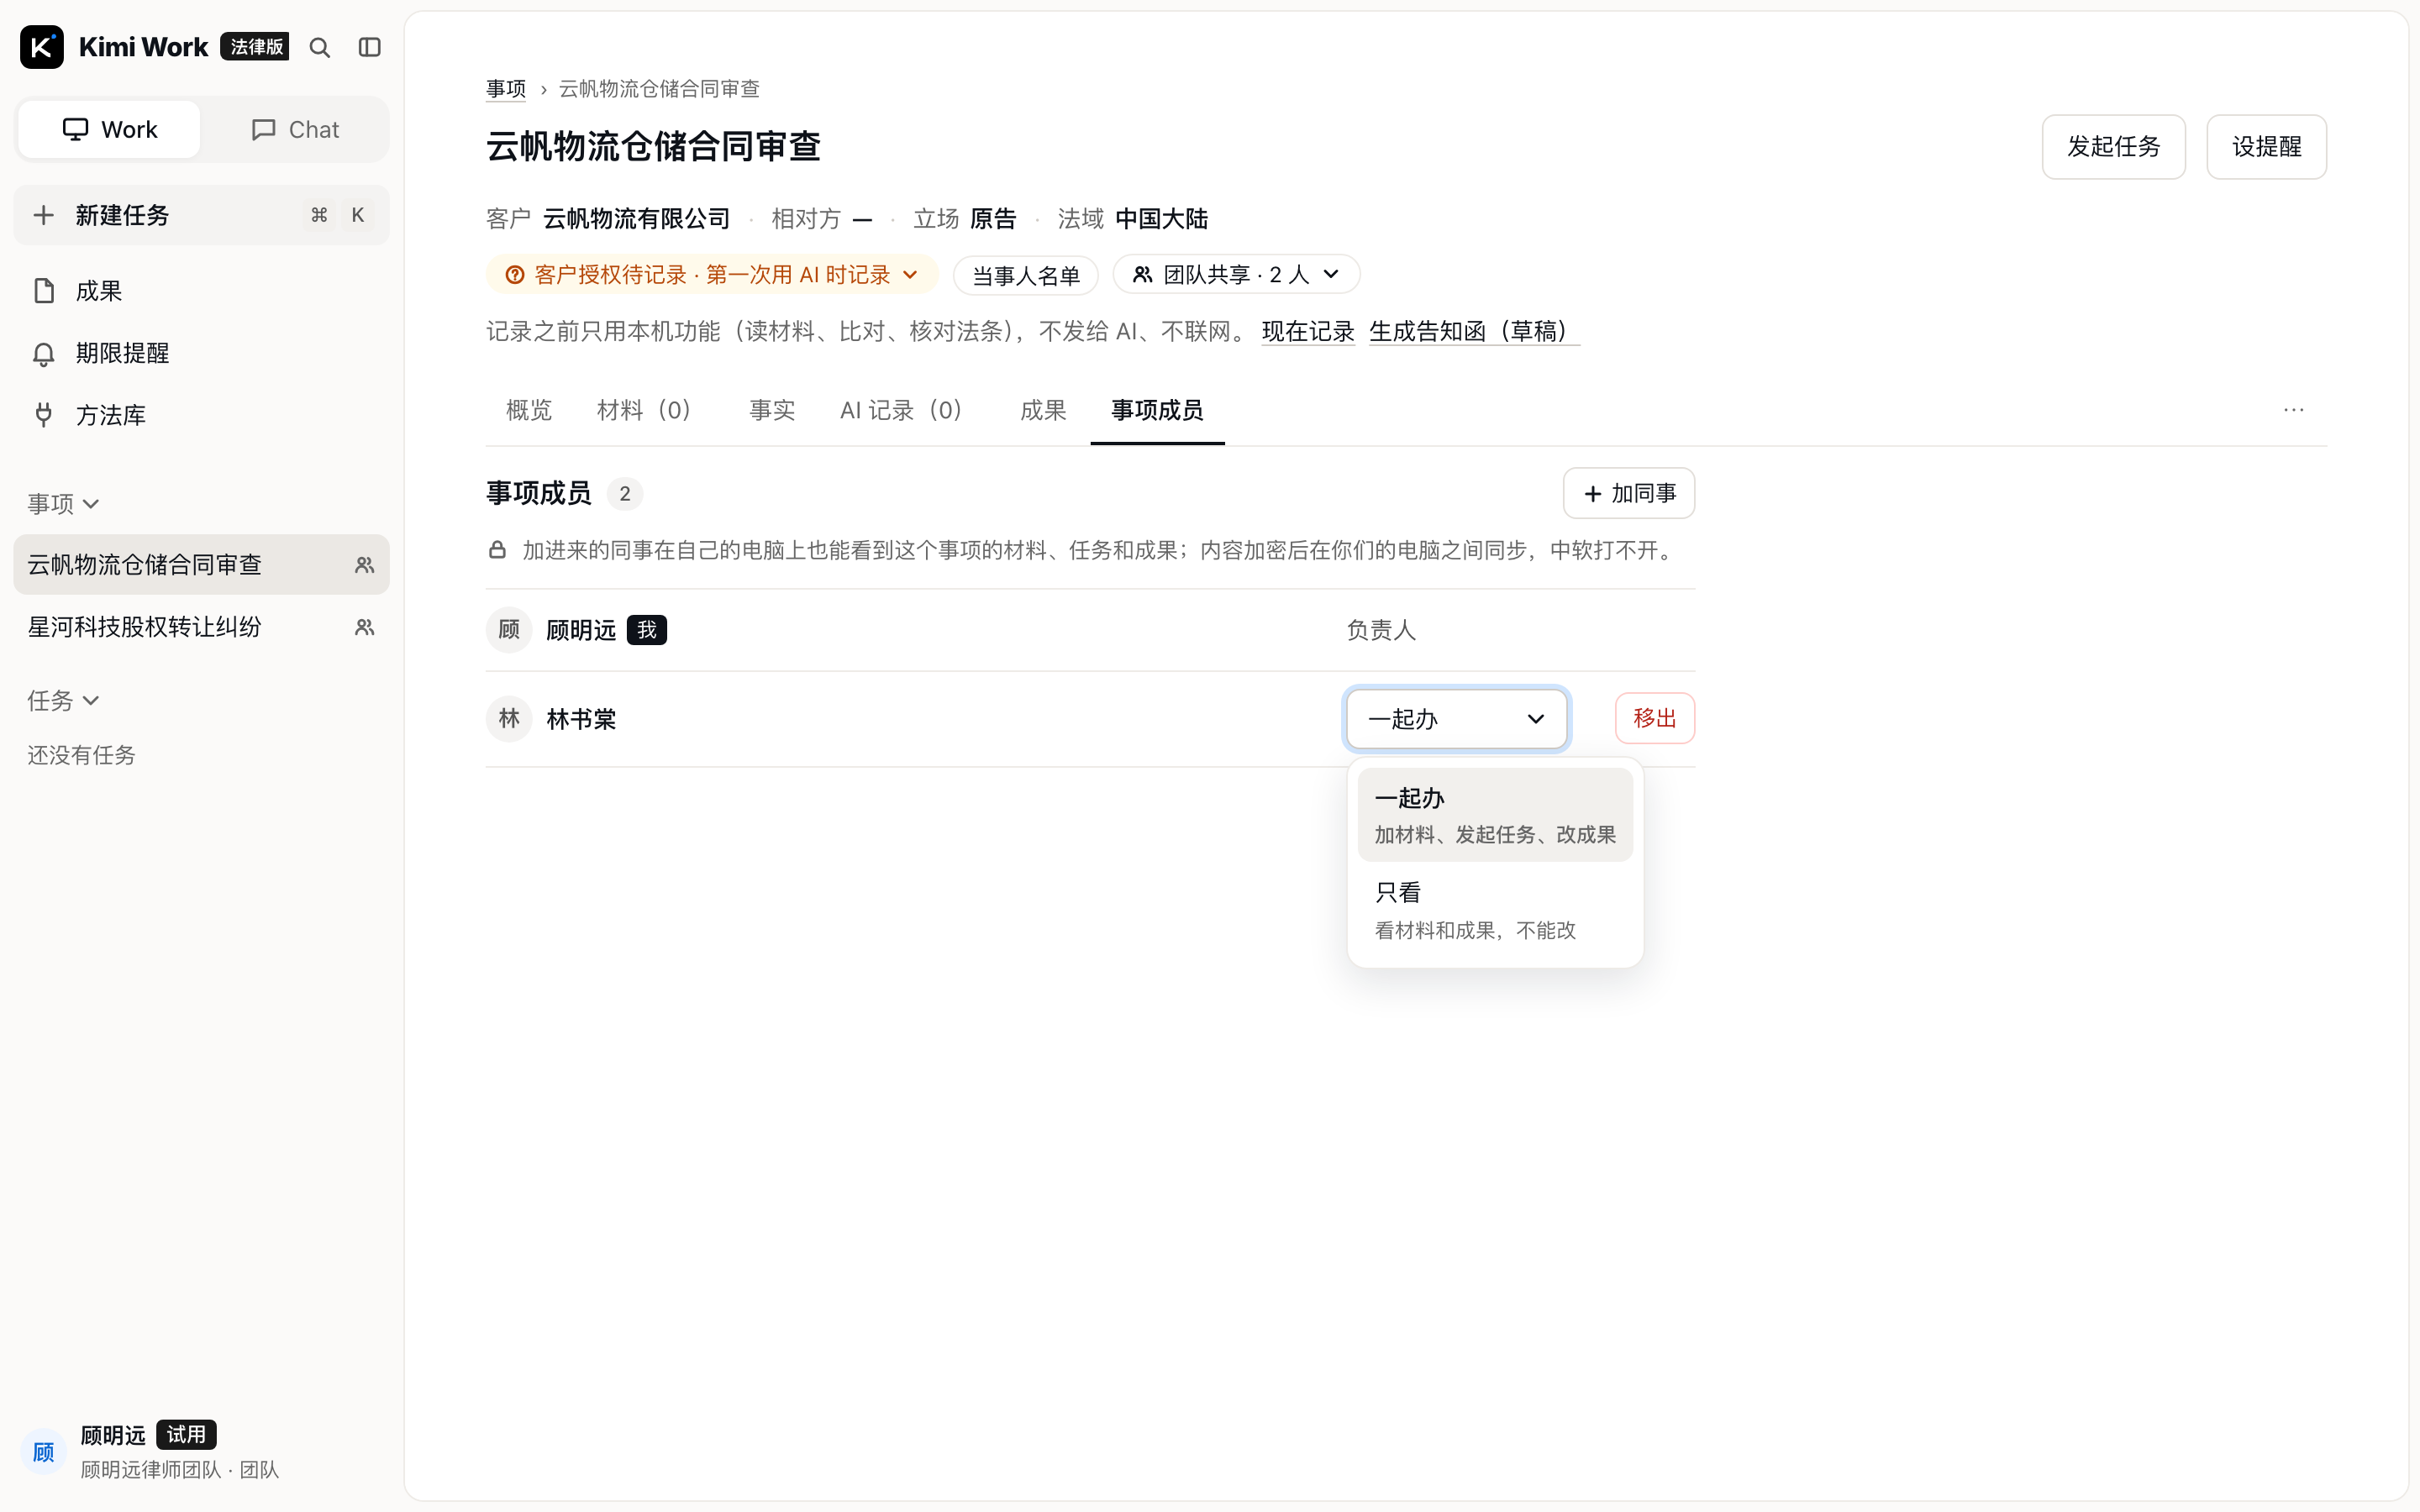 Kimi Work 法律版
Work Chat
新建任务 ⌘ K
成果
期限提醒
方法库
事项
云帆物流仓储合同审查
星河科技股权转让纠纷
任务
还没有任务
顾 顾明远 试用
顾明远律师团队 · 团队
事项 › 云帆物流仓储合同审查
云帆物流仓储合同审查
发起任务 设提醒
客户 云帆物流有限公司 · 相对方 — · 立场 原告 · 法域 中国大陆
客户授权待记录 · 第一次用 AI 时记录 当事人名单 团队共享 · 2 人
记录之前只用本机功能（读材料、比对、核对法条），不发给 AI、不联网。 现在记录 生成告知函（草稿）
概览 材料（0） 事实 AI 记录（0） 成果 事项成员 ···
事项成员 2 + 加同事
加进来的同事在自己的电脑上也能看到这个事项的材料、任务和成果；内容加密后在你们的电脑之间同步，中软打不开。
顾 顾明远 我 负责人
林 林书棠 一起办 移出
一起办
加材料、发起任务、改成果
只看
看材料和成果，不能改